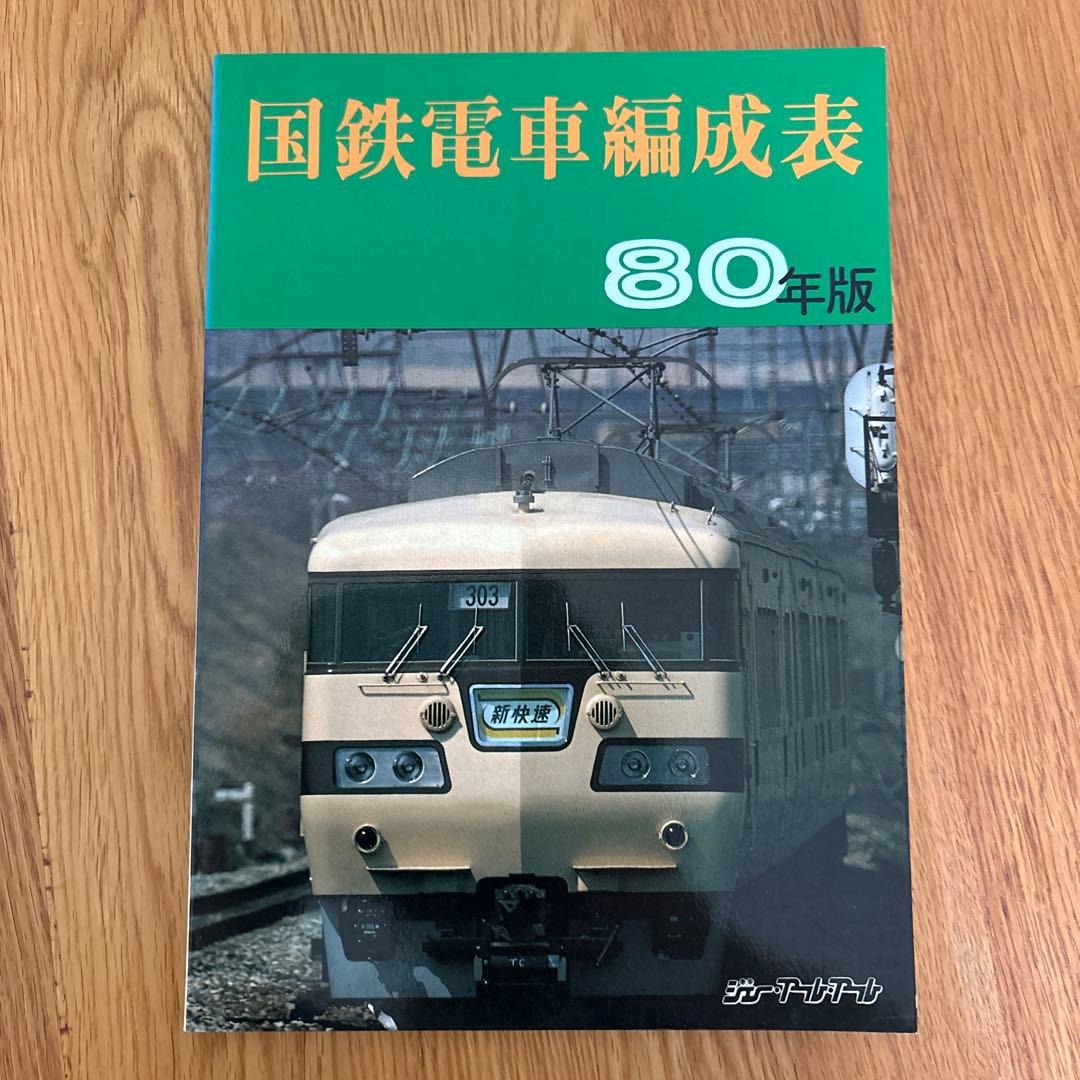 国鉄電車編成表
80年版
303
新快速
TC
ジェー・アール・アール